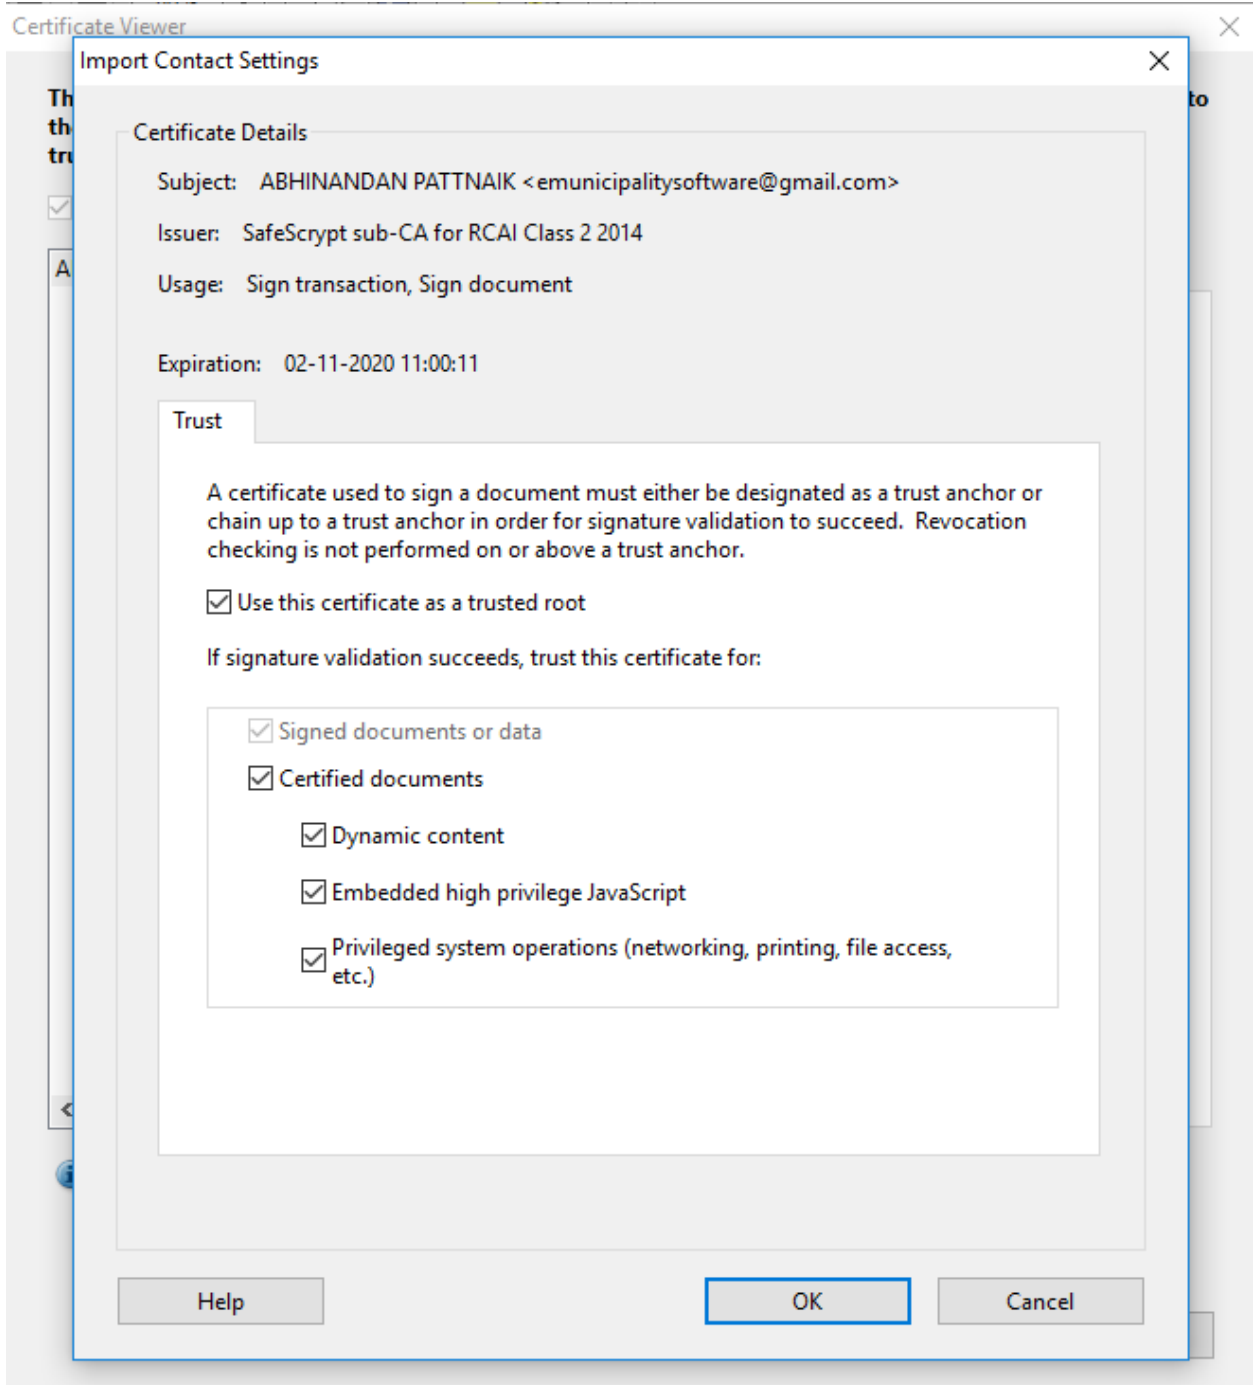 Certificate Viewer
Import Contact Settings
Th
to
th
tru
Certificate Details
Subject: ABHINANDAN PATTNAIK <emunicipalitysoftware@gmail.com>
Issuer: SafeScrypt sub-CA for RCAI Class 2 2014
A
Usage: Sign transaction, Sign document
Expiration: 02-11-2020 11:00:11
Trust
A certificate used to sign a document must either be designated as a trust anchor or
chain up to a trust anchor in order for signature validation to succeed. Revocation
checking is not performed on or above a trust anchor.
Use this certificate as a trusted root
If signature validation succeeds, trust this certificate for:
Signed documents or data
Certified documents
Dynamic content
Embedded high privilege JavaScript
Privileged system operations (networking, printing, file access,
etc.)
Help
OK
Cancel